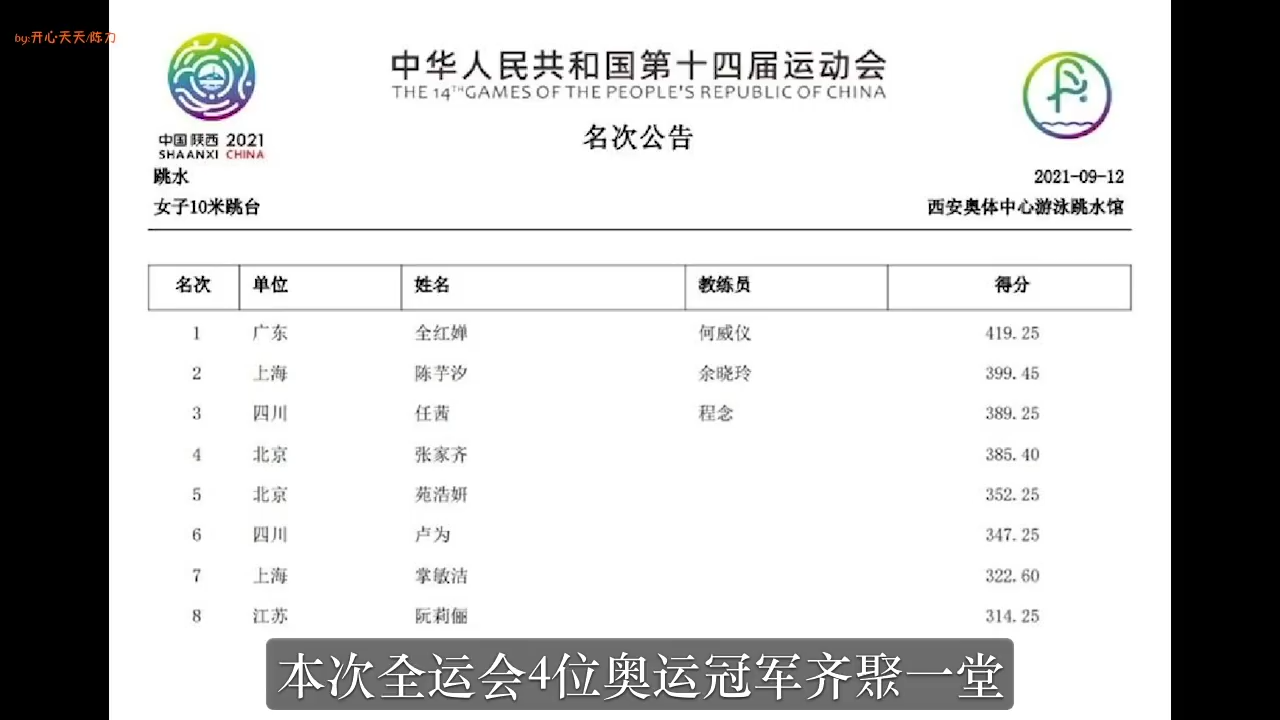 by:开心天天/陈刀
中华人民共和国第十四届运动会
THE 14TH GAMES OF THE PEOPLE'S REPUBLIC OF CHINA
中国陕西 2021
SHAANXI CHINA
名次公告
跳水 2021-09-12
女子10米跳台 西安奥体中心游泳跳水馆
名次 单位 姓名 教练员 得分
1 广东 全红婵 何威仪 419.25
2 上海 陈芋汐 余晓玲 399.45
3 四川 任茜 程念 389.25
4 北京 张家齐 385.40
5 北京 苑浩妍 352.25
6 四川 卢为 347.25
7 上海 掌敏洁 322.60
8 江苏 阮莉俪 314.25
本次全运会4位奥运冠军齐聚一堂